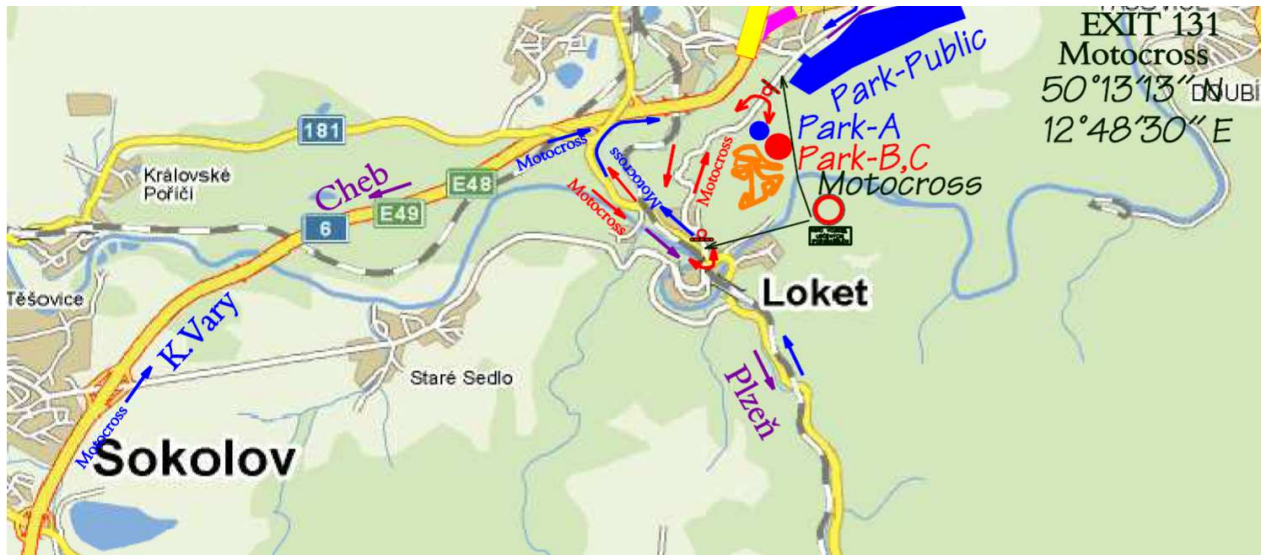 EXIT 131
Motocross
50°13'13'' N
12°48'30'' E
DOUBÍ
Park-Public
Park-A
Park-B,C
Motocross
181
Královské
Poříčí
Cheb
E48
E49
6
Motocross
Motocross
Motocross
Motocross
Těšovice
K.Vary
Loket
Staré Sedlo
Plzeň
Motocross
Sokolov